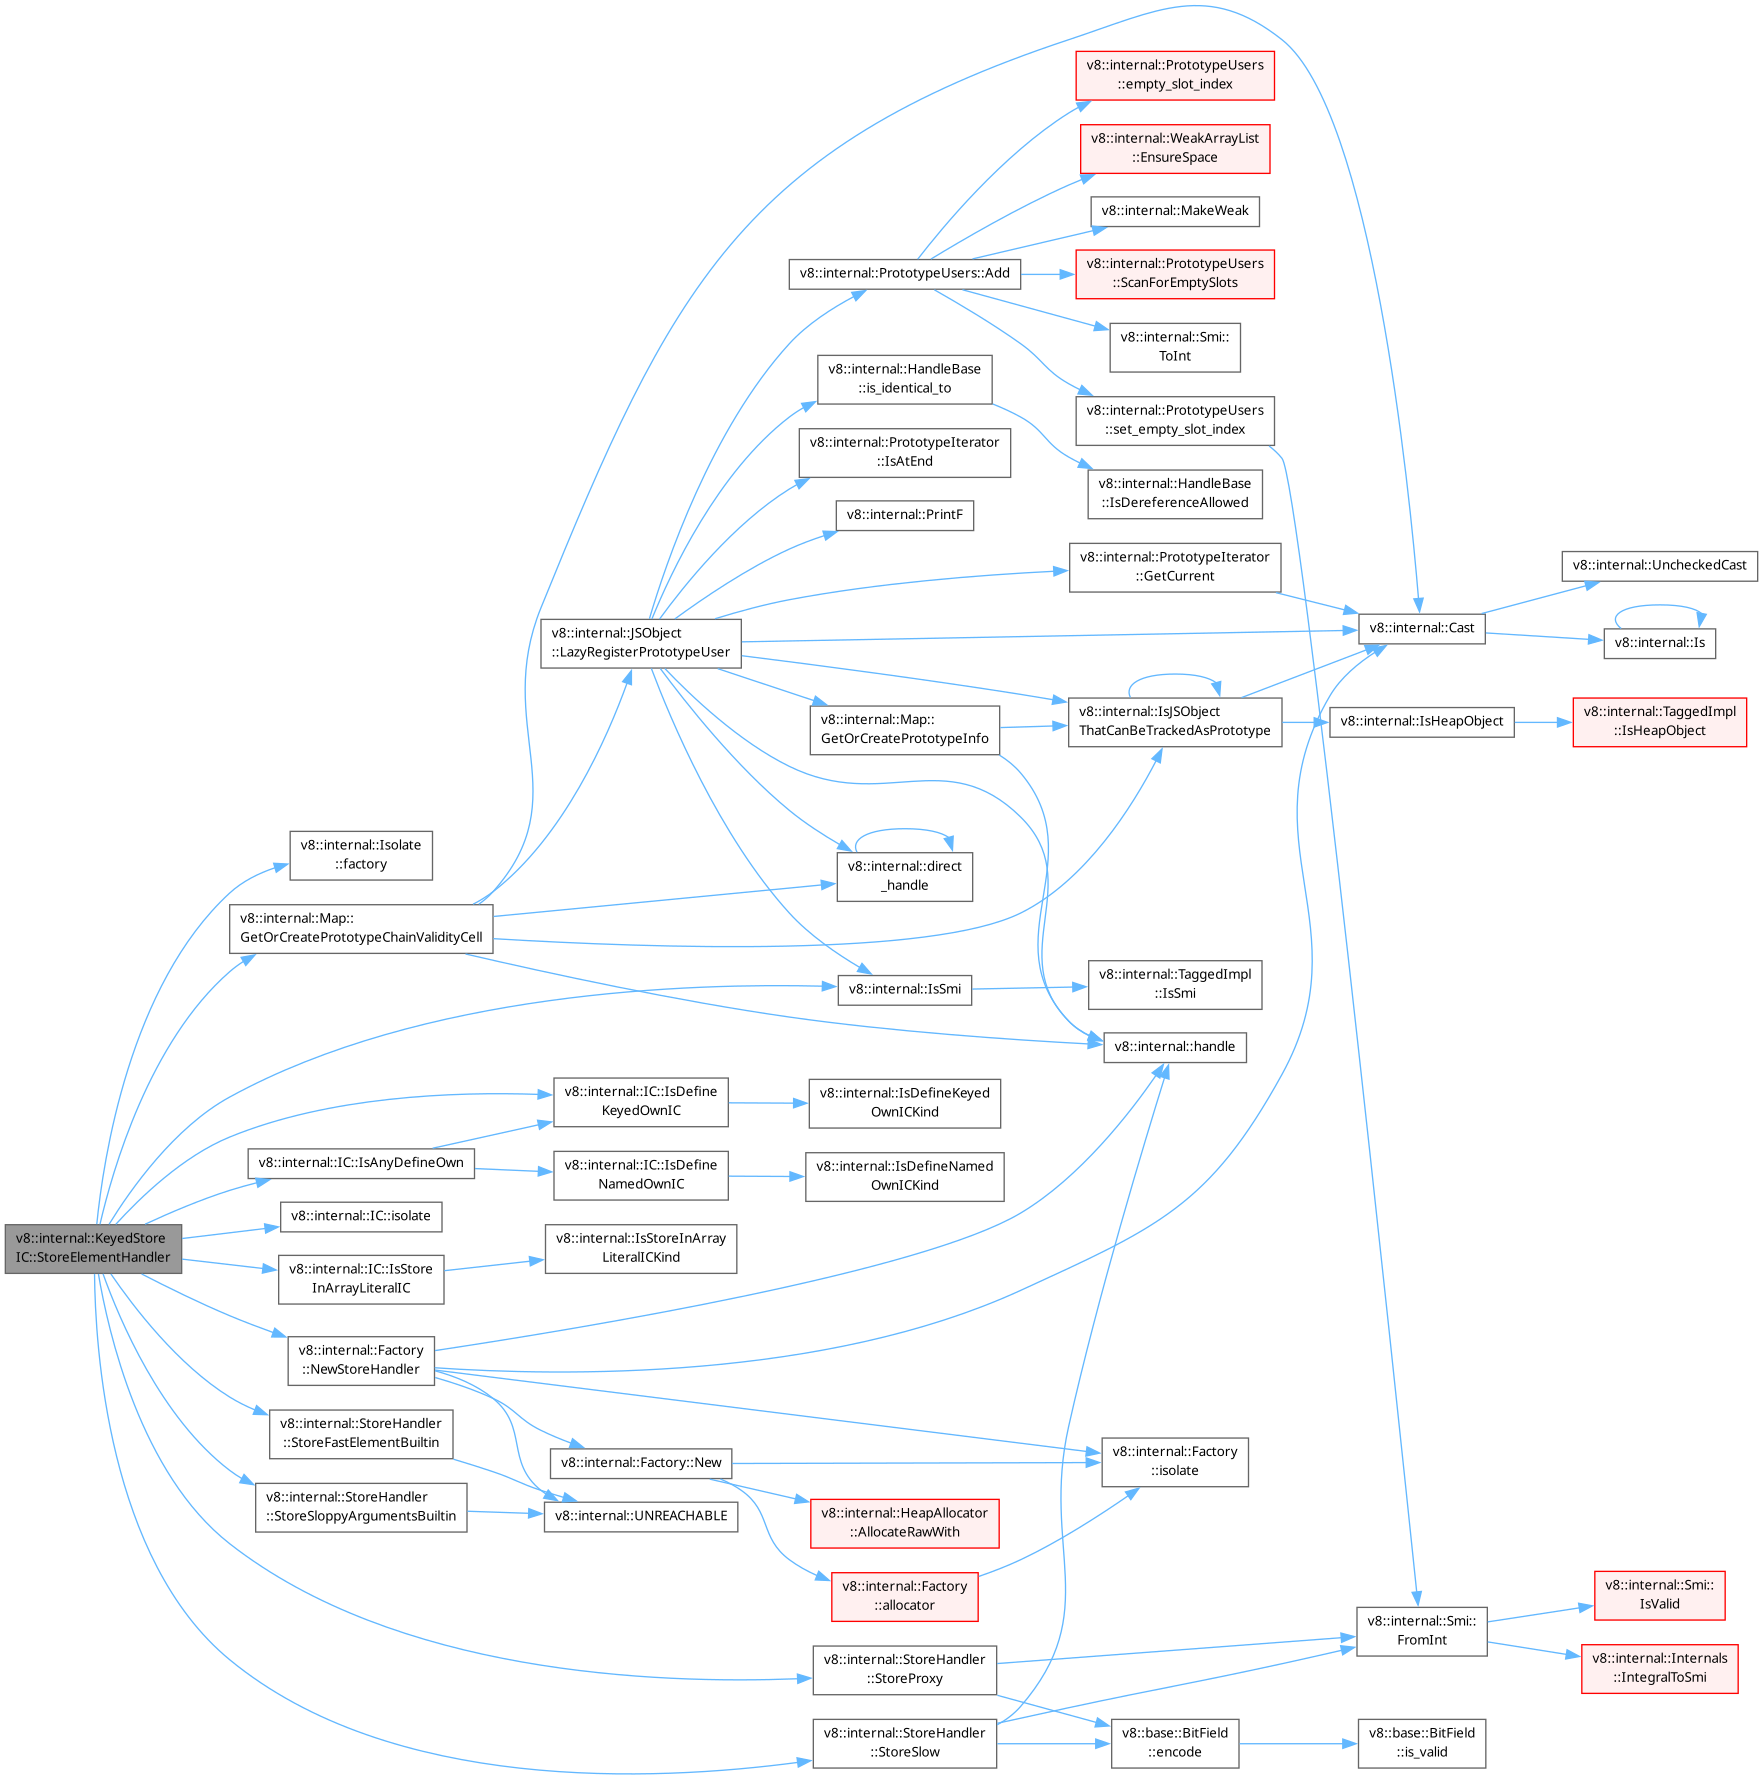 v8::internal::PrototypeUsers
::empty_slot_index
v8::internal::WeakArrayList
::EnsureSpace
v8::internal::MakeWeak
v8::internal::PrototypeUsers::Add
v8::internal::PrototypeUsers
::ScanForEmptySlots
v8::internal::Smi::
ToInt
v8::internal::HandleBase
::is_identical_to
v8::internal::PrototypeUsers
::set_empty_slot_index
v8::internal::PrototypeIterator
::IsAtEnd
v8::internal::HandleBase
::IsDereferenceAllowed
v8::internal::PrintF
v8::internal::PrototypeIterator
::GetCurrent
v8::internal::UncheckedCast
v8::internal::JSObject
::LazyRegisterPrototypeUser
v8::internal::Cast
v8::internal::Is
v8::internal::Map::
GetOrCreatePrototypeInfo
v8::internal::IsJSObject
ThatCanBeTrackedAsPrototype
v8::internal::IsHeapObject
v8::internal::TaggedImpl
::IsHeapObject
v8::internal::Isolate
::factory
v8::internal::direct
_handle
v8::internal::Map::
GetOrCreatePrototypeChainValidityCell
v8::internal::IsSmi
v8::internal::TaggedImpl
::IsSmi
v8::internal::handle
v8::internal::IC::IsDefine
KeyedOwnIC
v8::internal::IsDefineKeyed
OwnICKind
v8::internal::IC::IsAnyDefineOwn
v8::internal::IC::IsDefine
NamedOwnIC
v8::internal::IsDefineNamed
OwnICKind
v8::internal::IC::isolate
v8::internal::KeyedStore
IC::StoreElementHandler
v8::internal::IsStoreInArray
LiteralICKind
v8::internal::IC::IsStore
InArrayLiteralIC
v8::internal::Factory
::NewStoreHandler
v8::internal::StoreHandler
::StoreFastElementBuiltin
v8::internal::Factory::New
v8::internal::Factory
::isolate
v8::internal::StoreHandler
::StoreSloppyArgumentsBuiltin
v8::internal::UNREACHABLE
v8::internal::HeapAllocator
::AllocateRawWith
v8::internal::Factory
::allocator
v8::internal::Smi::
IsValid
v8::internal::Smi::
FromInt
v8::internal::StoreHandler
::StoreProxy
v8::internal::Internals
::IntegralToSmi
v8::internal::StoreHandler
::StoreSlow
v8::base::BitField
::encode
v8::base::BitField
::is_valid